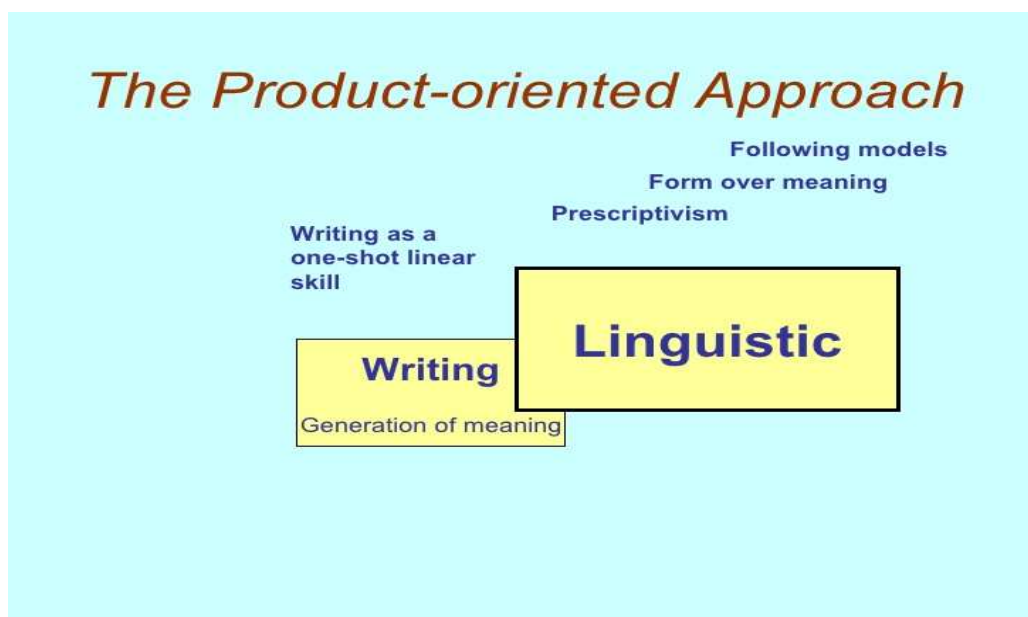 The Product-oriented Approach
Following models
Form over meaning
Prescriptivism
Writing as a
one-shot linear
skill
Linguistic
Writing
Generation of meaning